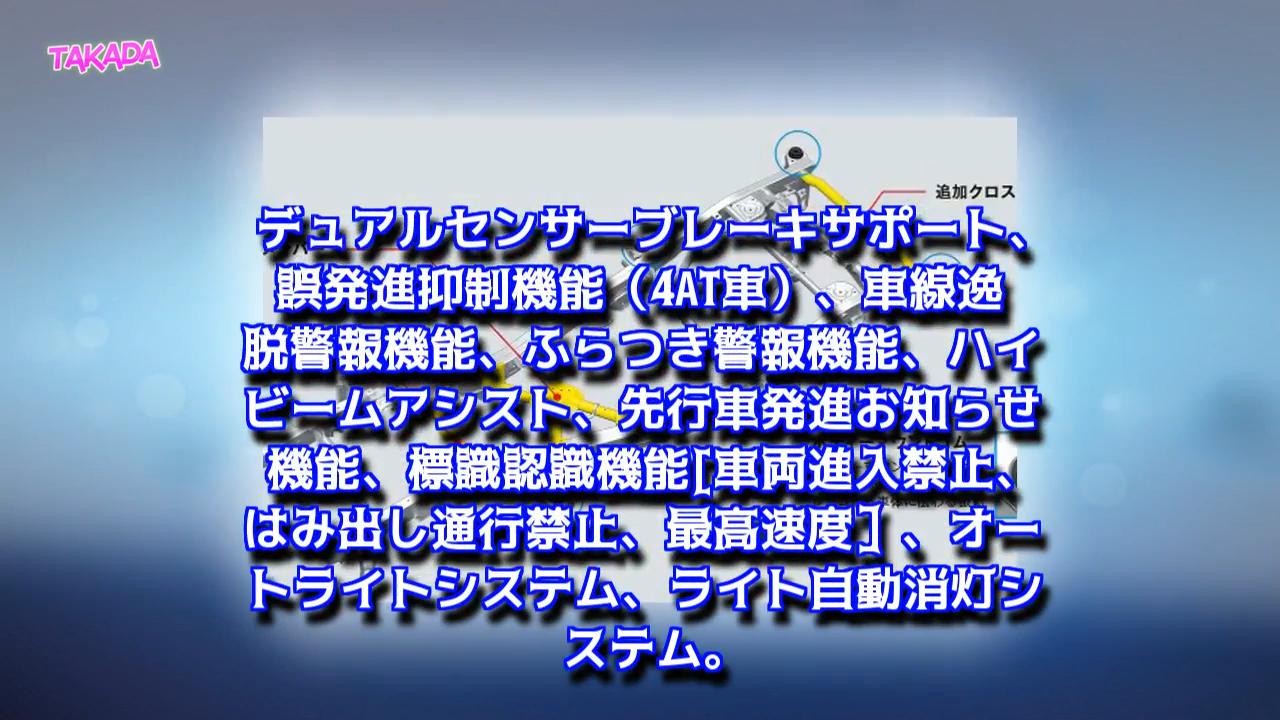 TAKADA
追加クロス
デュアルセンサーブレーキサポート、
誤発進抑制機能（4AT車）、車線逸
脱警報機能、ふらつき警報機能、ハイ
ビームアシスト、先行車発進お知らせ
機能、標識認識機能[車両進入禁止、
はみ出し通行禁止、最高速度]、オー
トライトシステム、ライト自動消灯シ
ステム。